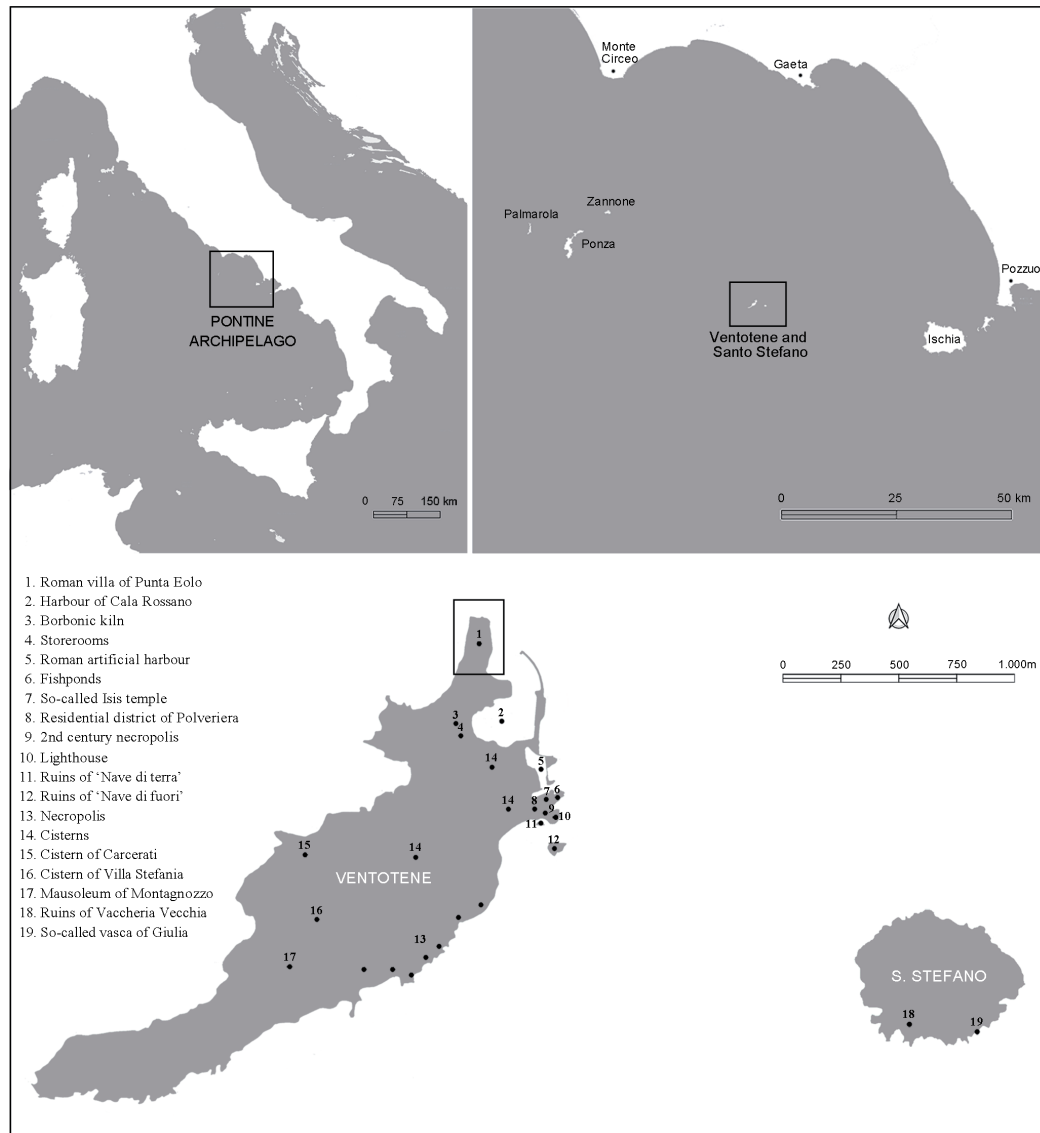 PONTINE
ARCHIPELAGO
0 75 150 km
Monte
Circeo
Gaeta
Zannone
Palmarola
Ponza
Pozzuo
Ventotene and
Santo Stefano
Ischia
0 25 50 km
1. Roman villa of Punta Eolo
2. Harbour of Cala Rossano
3. Borbonic kiln
4. Storerooms
5. Roman artificial harbour
6. Fishponds
7. So-called Isis temple
8. Residential district of Polveriera
9. 2nd century necropolis
10. Lighthouse
11. Ruins of ‘Nave di terra’
12. Ruins of ‘Nave di fuori’
13. Necropolis
14. Cisterns
15. Cistern of Carcerati
16. Cistern of Villa Stefania
17. Mausoleum of Montagnozzo
18. Ruins of Vaccheria Vecchia
19. So-called vasca of Giulia
0 250 500 750 1.000m
1
2
3
4
14
5
7 6
14 8 9
10
11
12
15 14
VENTOTENE
16
13
17
S. STEFANO
18 19